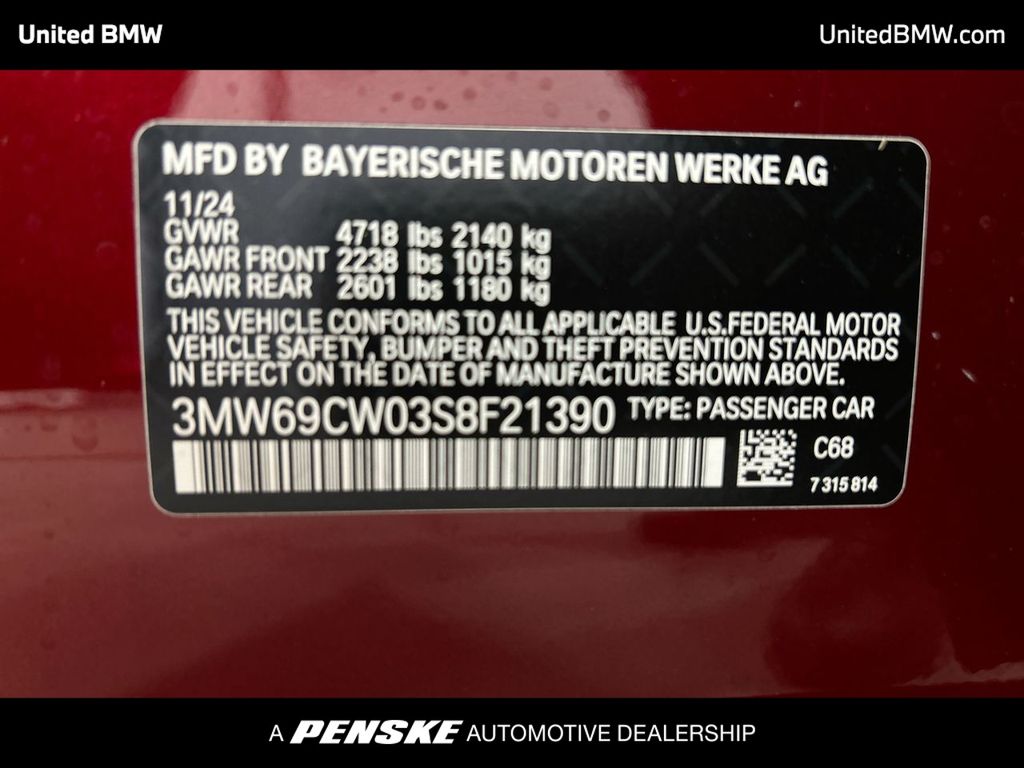 United BMW
UnitedBMW.com
MFD BY BAYERISCHE MOTOREN WERKE AG
11/24
GVWR 4718 lbs 2140 kg
GAWR FRONT 2238 lbs 1015 kg
GAWR REAR 2601 lbs 1180 kg
THIS VEHICLE CONFORMS TO ALL APPLICABLE U.S.FEDERAL MOTOR
VEHICLE SAFETY, BUMPER AND THEFT PREVENTION STANDARDS
IN EFFECT ON THE DATE OF MANUFACTURE SHOWN ABOVE.
3MW69CW03S8F21390 TYPE: PASSENGER CAR
C68
7 315 814
A PENSKE AUTOMOTIVE DEALERSHIP